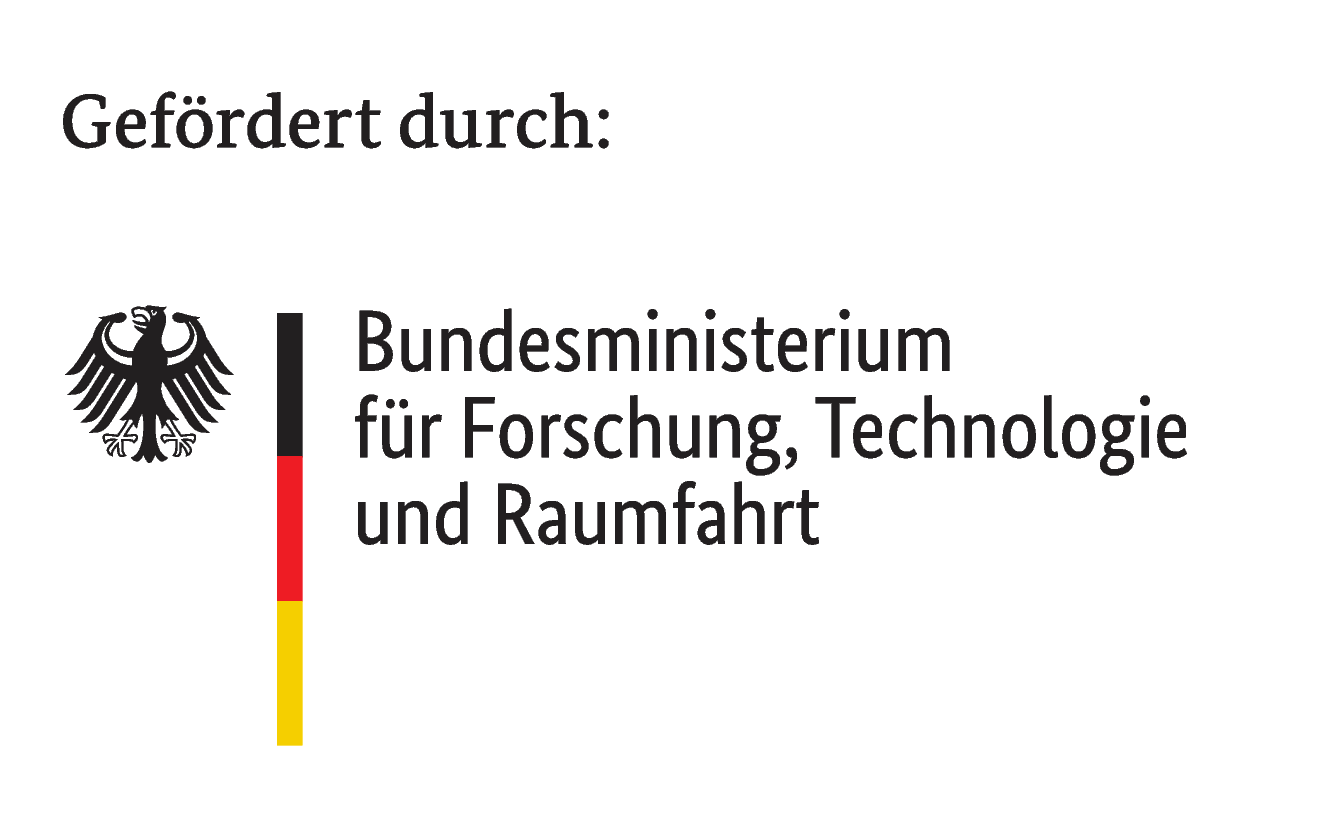 Gefördert durch:
Bundesministerium
für Forschung, Technologie
und Raumfahrt